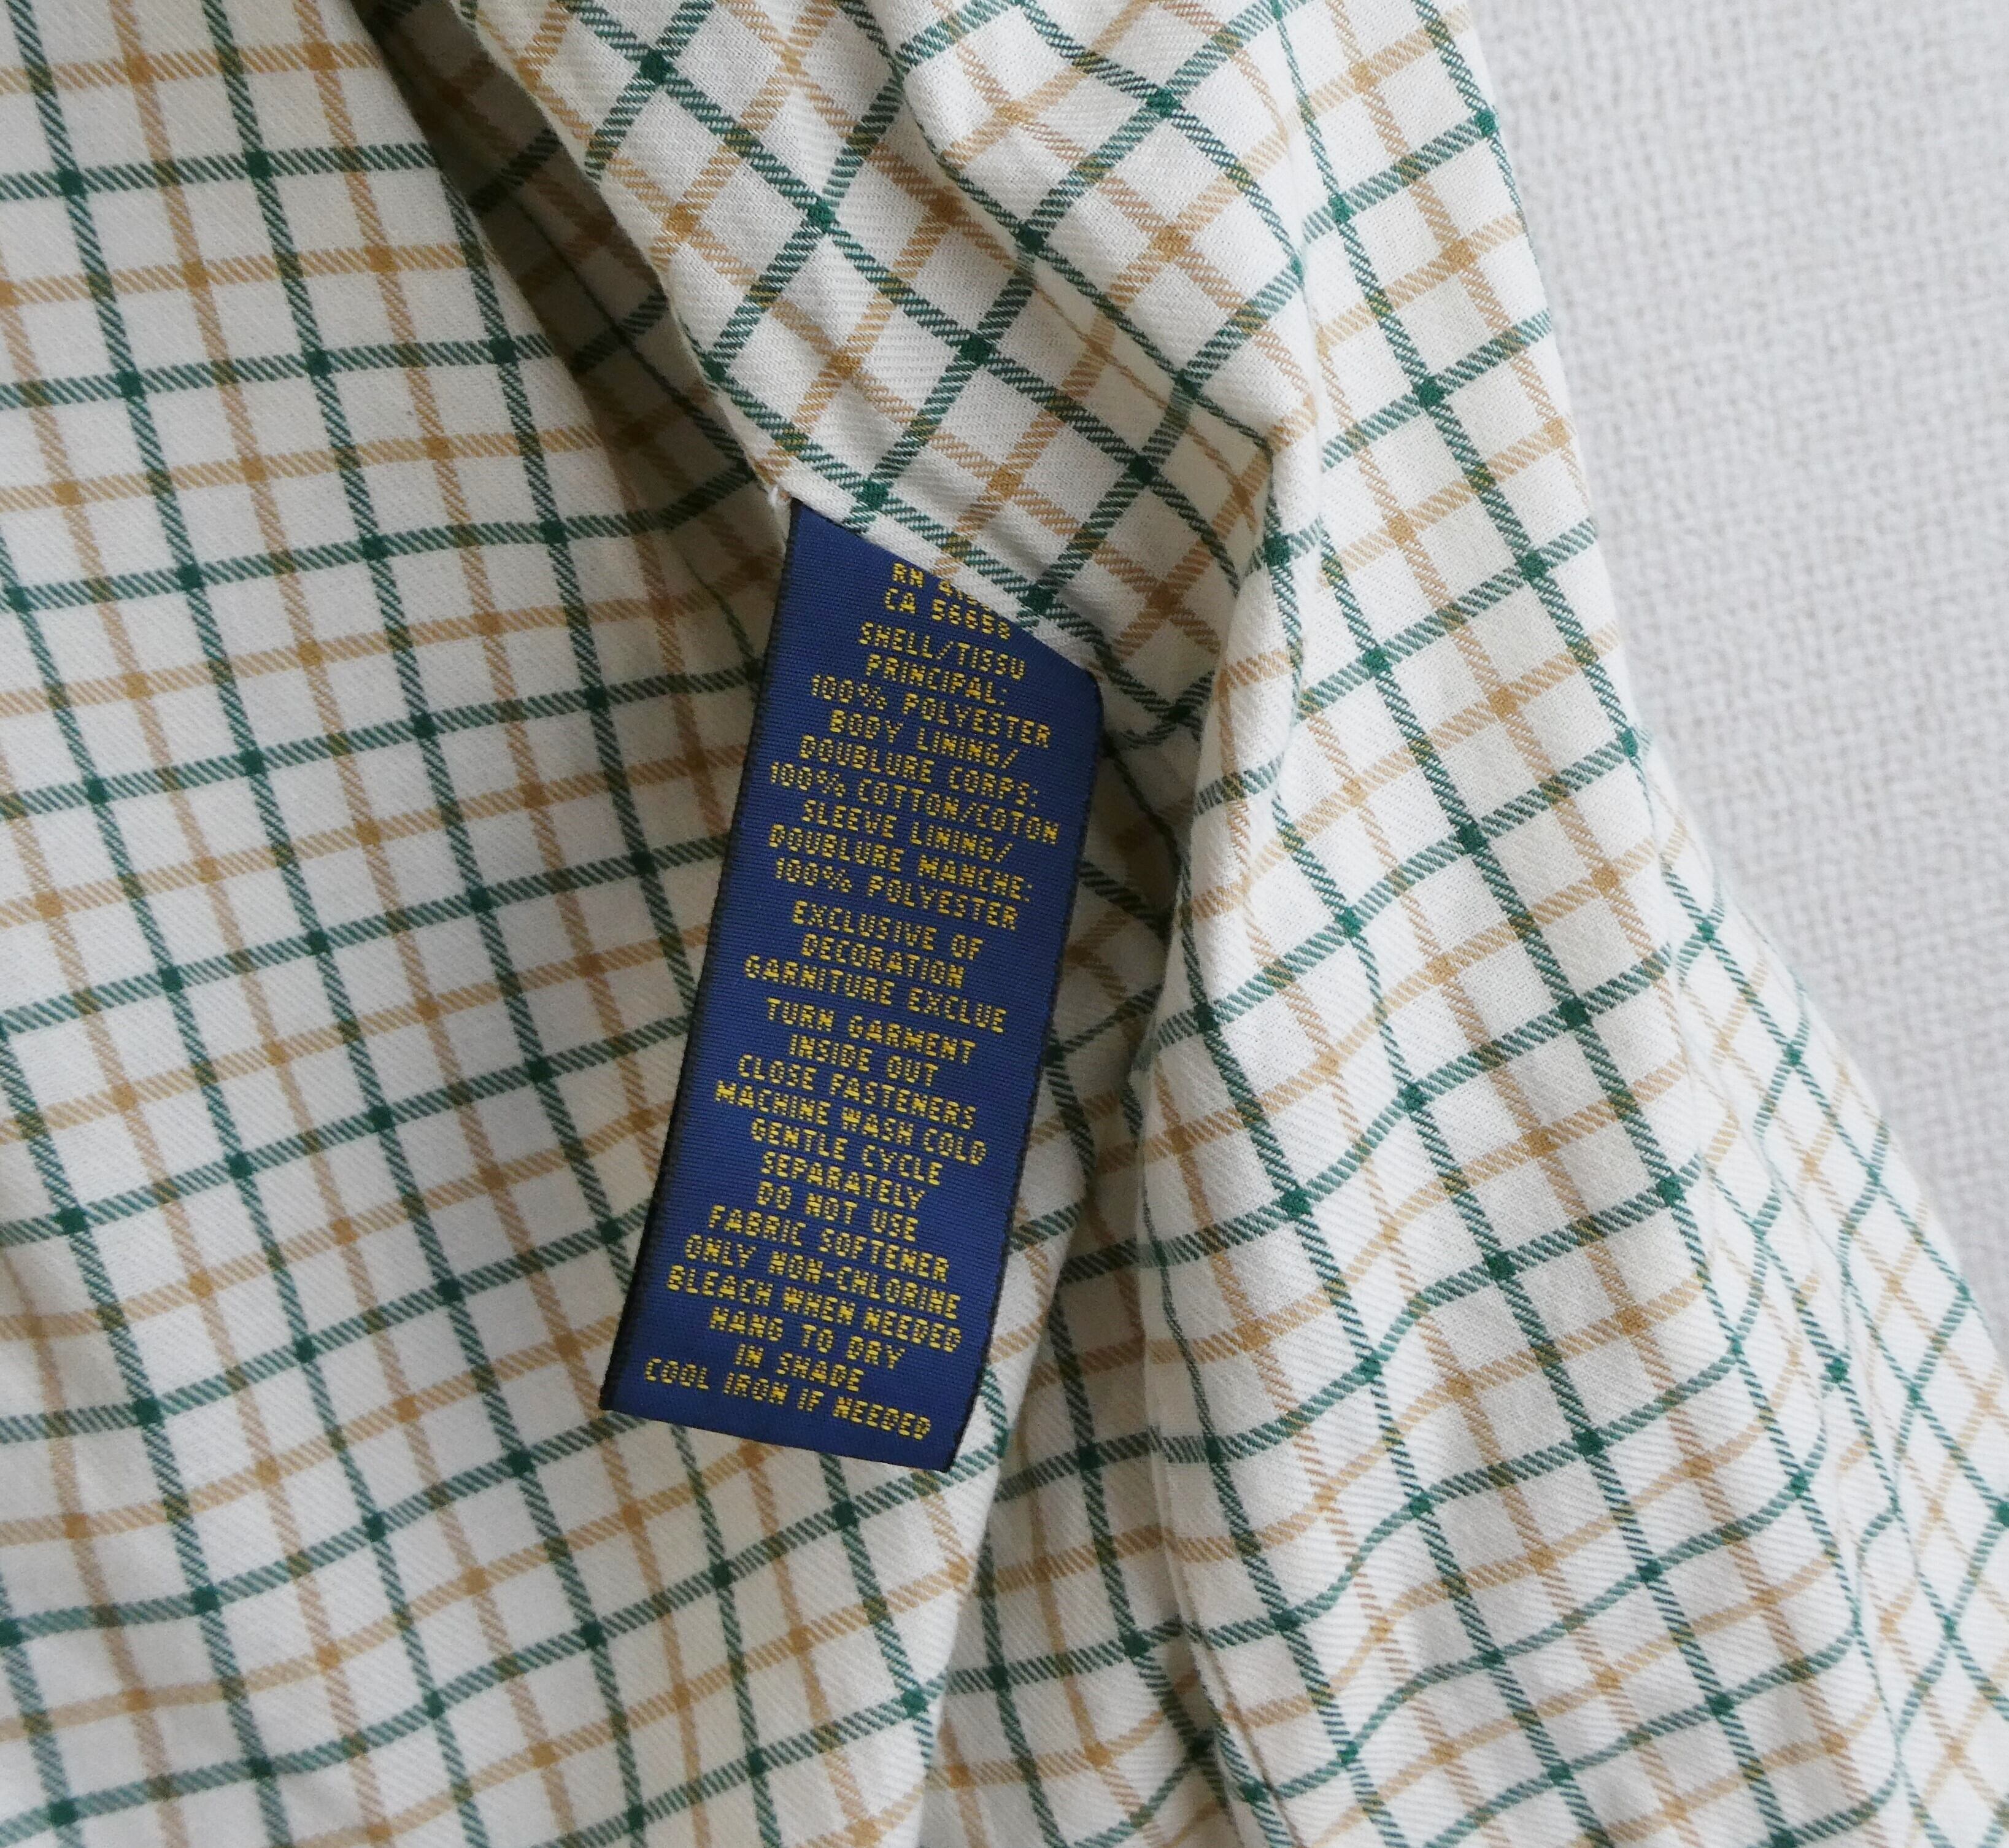 RN
CA 56658
SHELL/TISSU
PRINCIPAL:
100% POLYESTER
BODY LINING/
DOUBLURE CORPS:
100% COTTON/COTON
SLEEVE LINING/
DOUBLURE MANCHE:
100% POLYESTER
EXCLUSIVE OF
DECORATION
GARNITURE EXCLUE
TURN GARMENT
INSIDE OUT
CLOSE FASTENERS
MACHINE WASH COLD
GENTLE CYCLE
SEPARATELY
DO NOT USE
FABRIC SOFTENER
ONLY NON-CHLORINE
BLEACH WHEN NEEDED
HANG TO DRY
IN SHADE
COOL IRON IF NEEDED